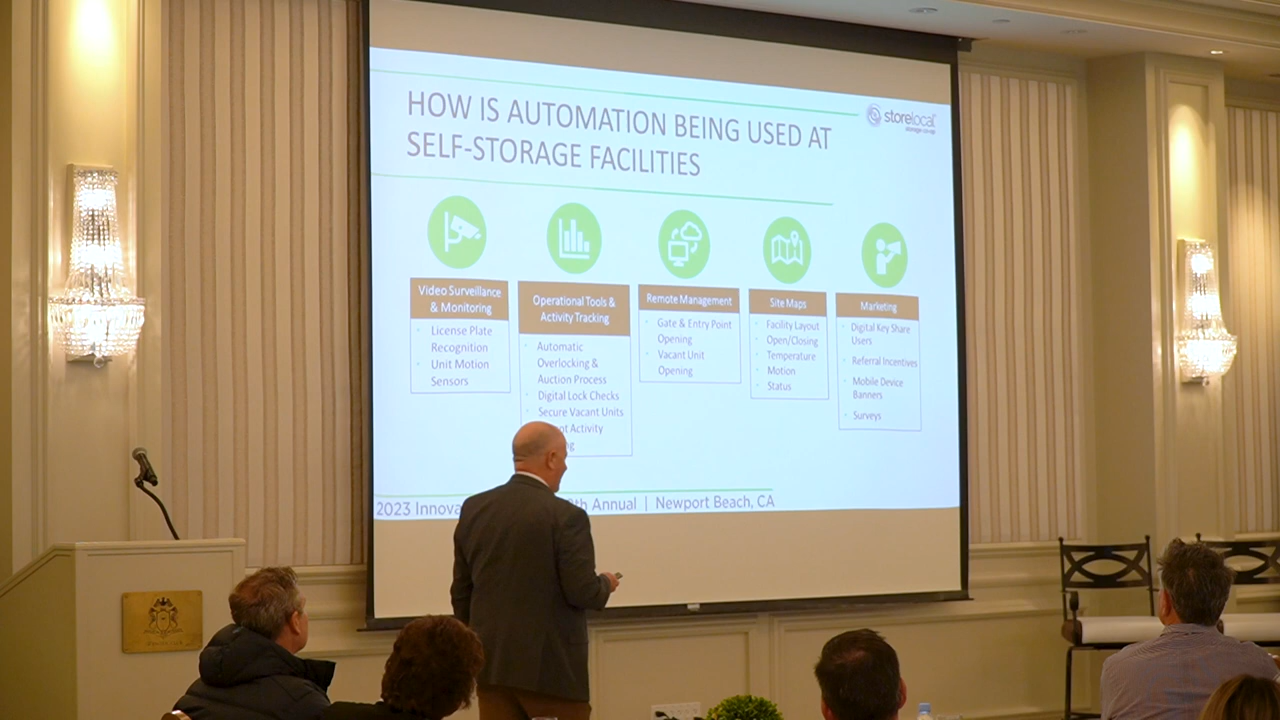 HOW IS AUTOMATION BEING USED AT
SELF-STORAGE FACILITIES
storelocal
storage co-op
Video Surveillance
& Monitoring
License Plate
Recognition
Unit Motion
Sensors
Operational Tools &
Activity Tracking
Automatic
Overlocking &
Auction Process
Digital Lock Checks
Secure Vacant Units
Activity
Remote Management
Gate & Entry Point
Opening
Vacant Unit
Opening
Site Maps
Facility Layout
Open/Closing
Temperature
Motion
Status
Marketing
Digital Key Share
Users
Referral Incentives
Mobile Device
Banners
Surveys
2023 Annual | Newport Beach, CA